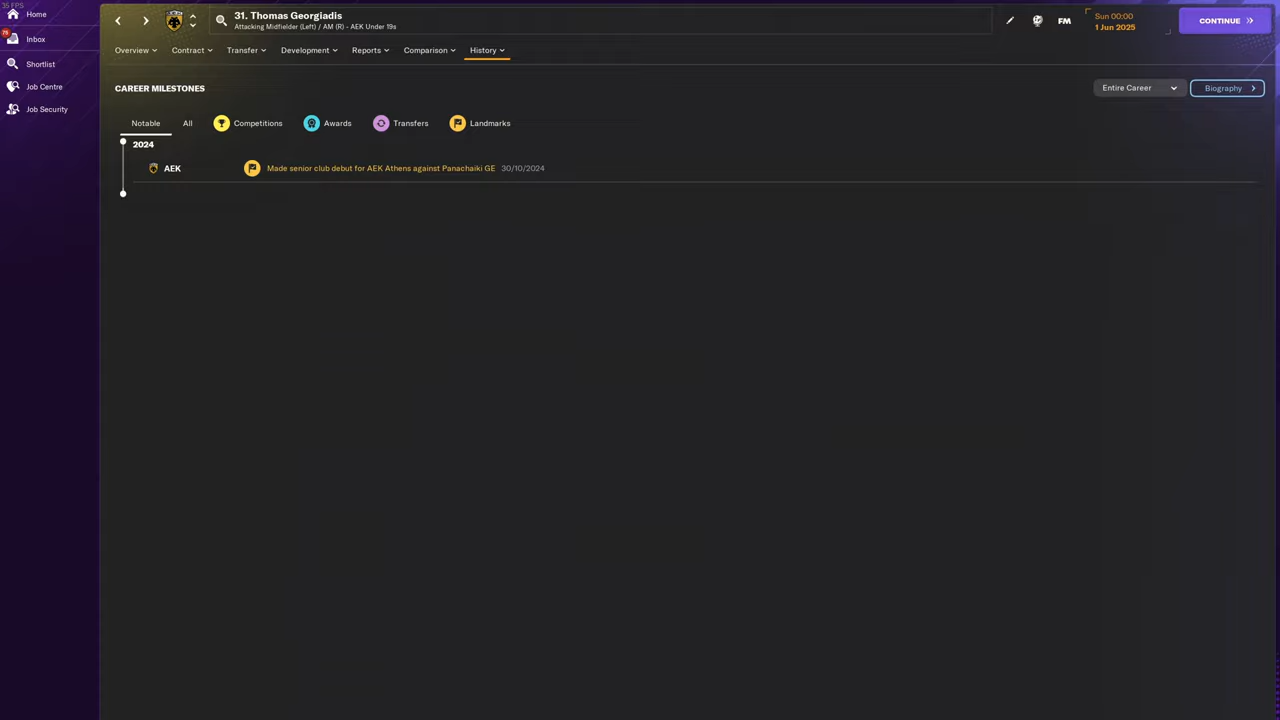 35 FPS
Home
76
Inbox
Shortlist
Job Centre
Job Security
31. Thomas Georgiadis
Attacking Midfielder (Left) / AM (R) - AEK Under 19s
FM
Sun 00:00
1 Jun 2025
CONTINUE
Overview
Contract
Transfer
Development
Reports
Comparison
History
CAREER MILESTONES
Entire Career
Biography
Notable
All
Competitions
Awards
Transfers
Landmarks
2024
AEK
Made senior club debut for AEK Athens against Panachaiki GE 30/10/2024